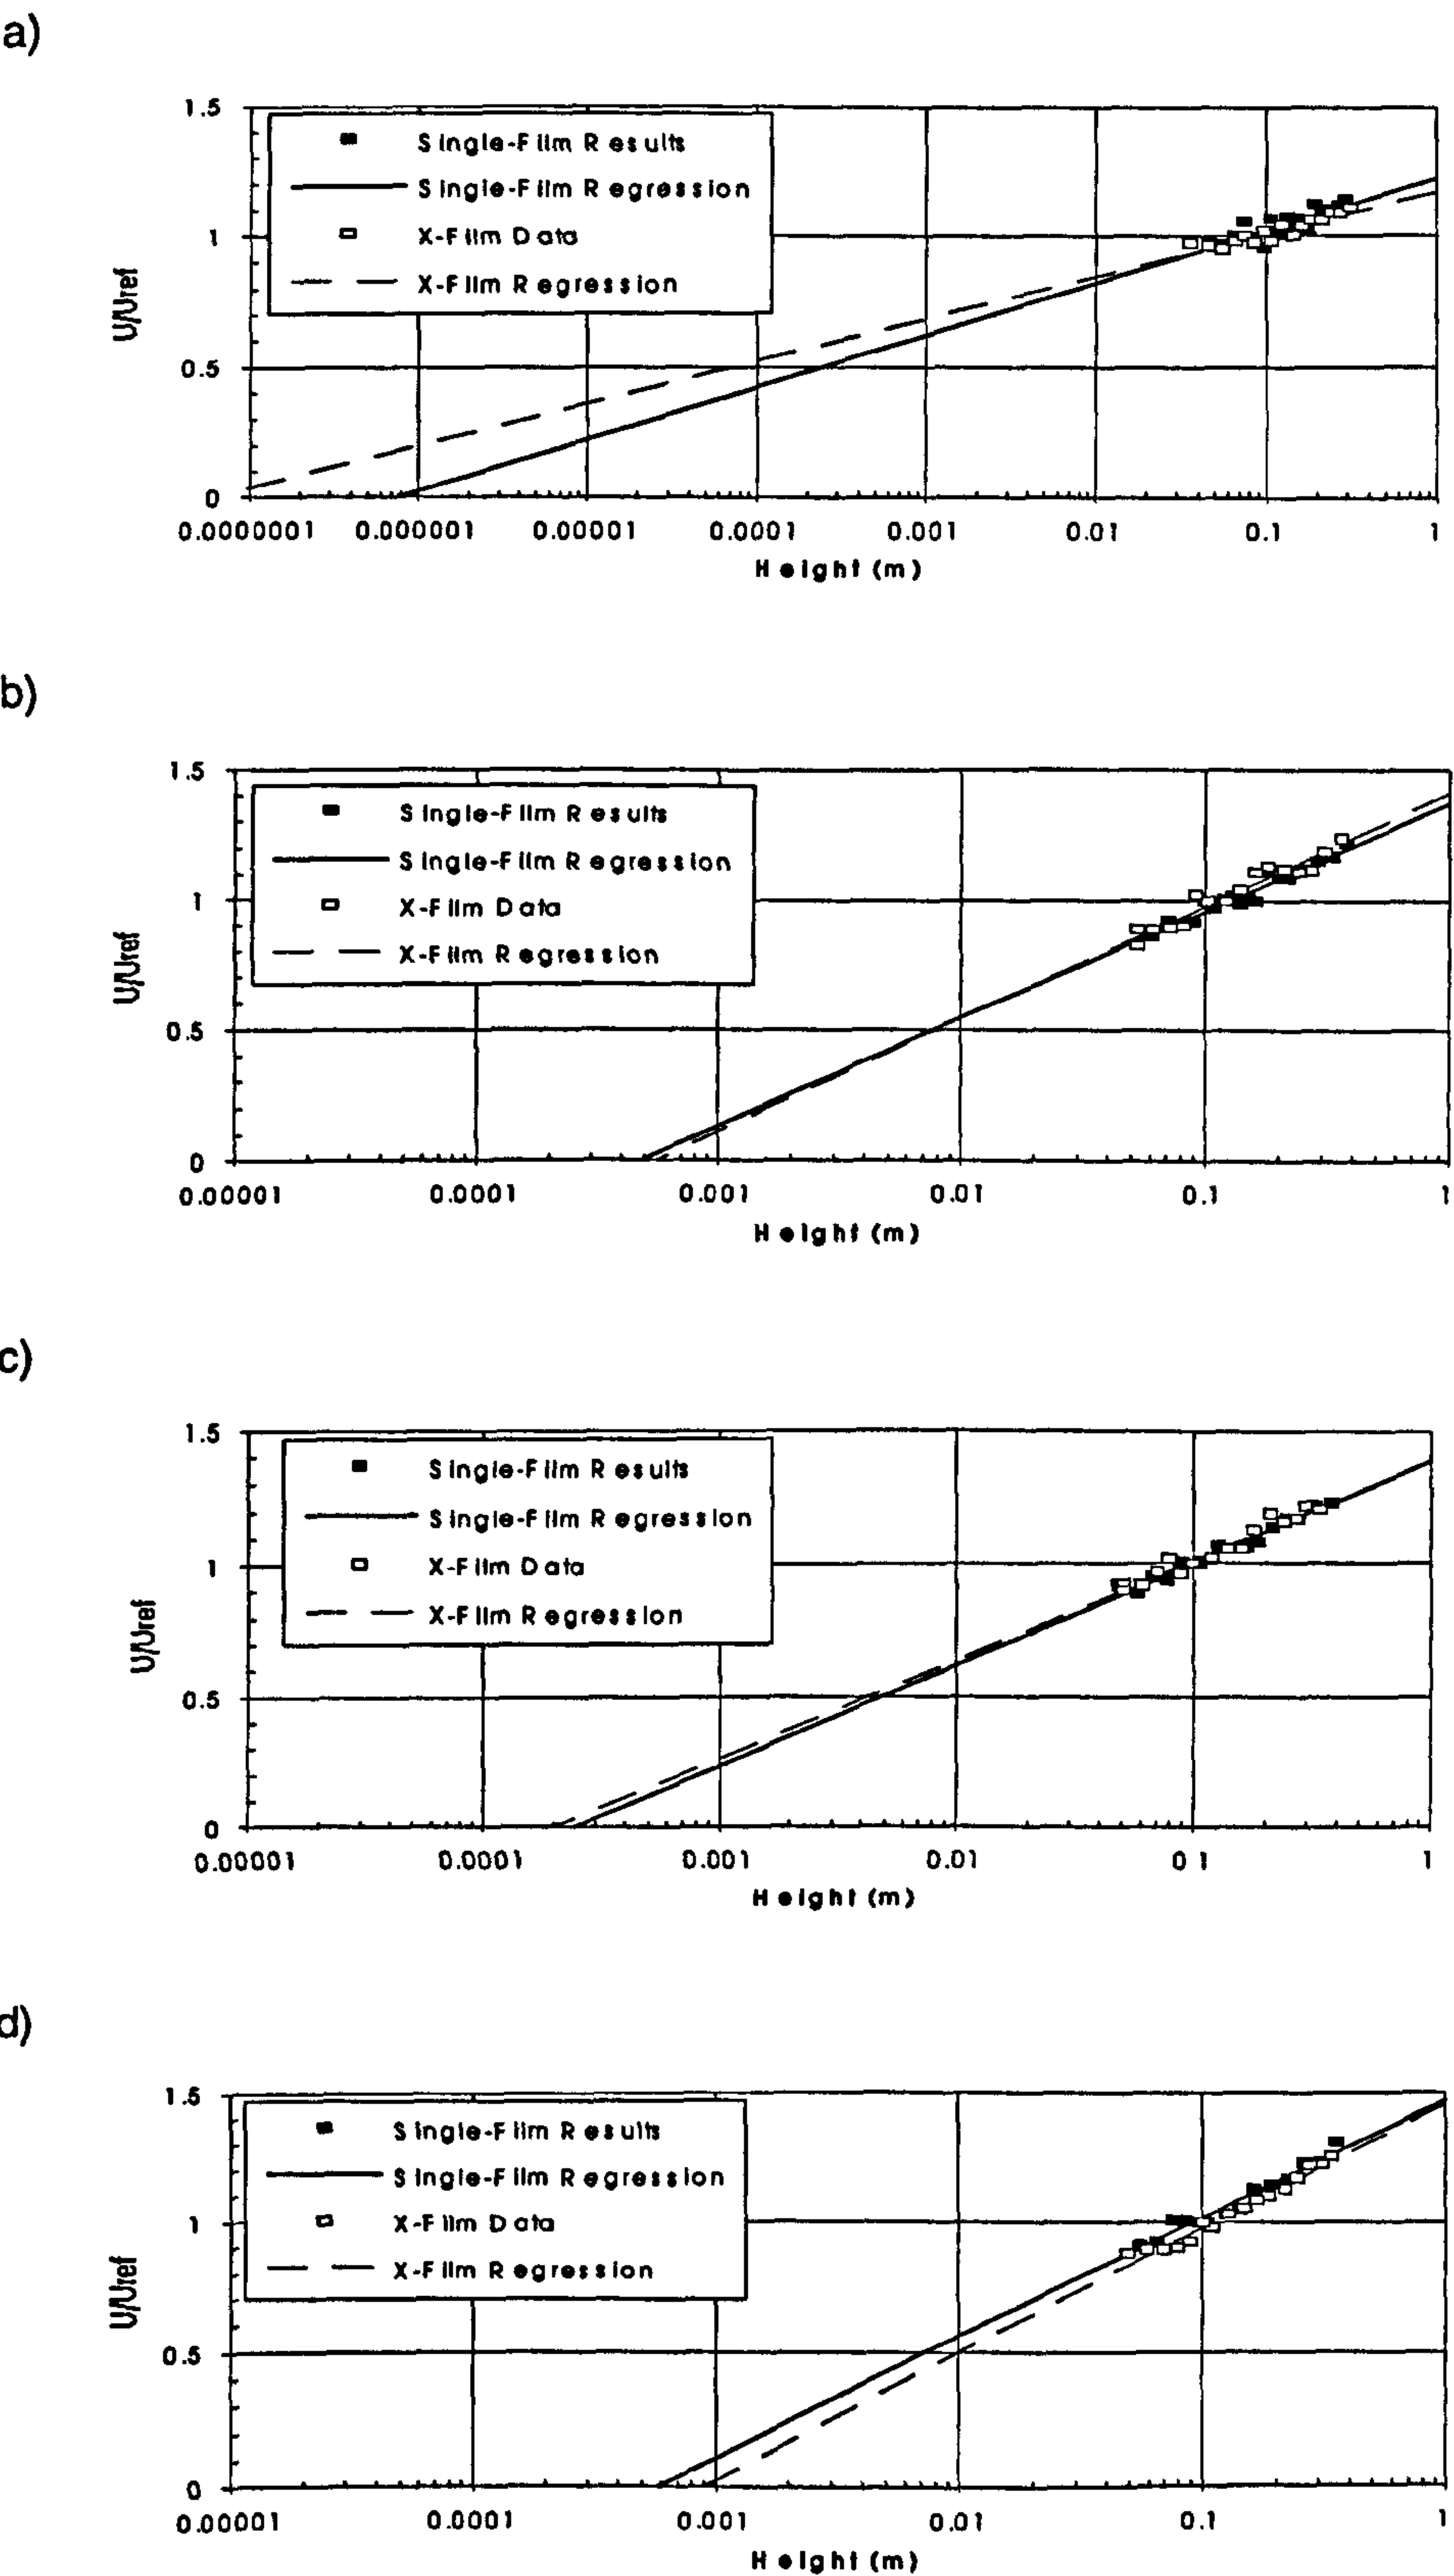 a)
1.5
Single-Film Results
Single-Film Regression
X-Film Data
X-Film Regression
1
U/Uref
0.5
0
0.0000001 0.000001 0.00001 0.0001 0.001 0.01 0.1 1
Height (m)
b)
1.5
Single-Film Results
Single-Film Regression
X-Film Data
X-Film Regression
1
U/Uref
0.5
0
0.00001 0.0001 0.001 0.01 0.1 1
Height (m)
c)
1.5
Single-Film Results
Single-Film Regression
X-Film Data
X-Film Regression
1
U/Uref
0.5
0
0.00001 0.0001 0.001 0.01 0 1 1
Height (m)
d)
1.5
Single-Film Results
Single-Film Regression
X-Film Data
X-Film Regression
1
U/Uref
0.5
0
0.00001 0.0001 0.001 0.01 0.1 1
Height (m)